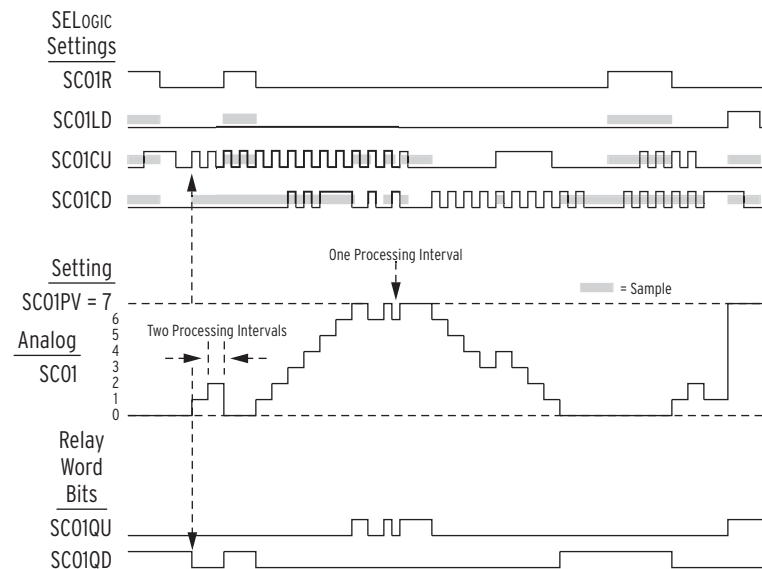 SELOGIC
Settings
SC01R
SC01LD
SC01CU
SC01CD
Setting
One Processing Interval
= Sample
SC01PV = 7
6
5
4
3
2
1
0
Two Processing Intervals
Analog
SC01
Relay
Word
Bits
SC01QU
SC01QD